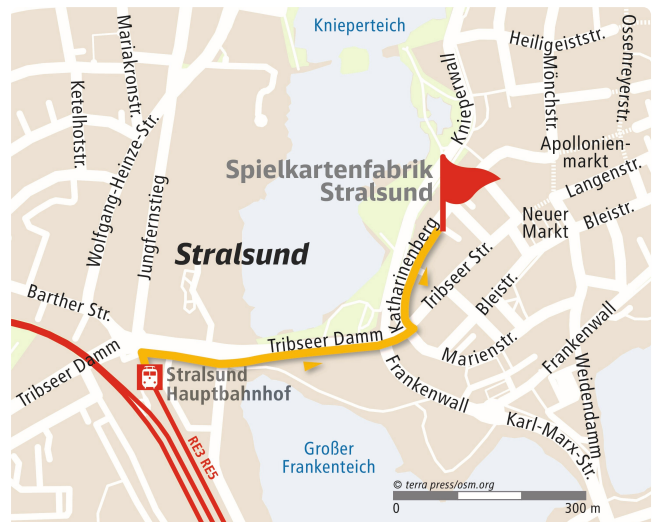 Knieperteich
Mariakronstr.
Ketelhotstr.
Wolfgang-Heinze-Str.
Jungfernstieg
Knieperwall
Heiligeiststr.
Mönchstr.
Ossenreyerstr.
Apollonien-
markt
Langenstr.
Spielkartenfabrik
Stralsund
Neuer
Markt
Bleistr.
Stralsund
Katharinenberg
Tribseer Str.
Bleistr.
Barther Str.
Tribseer Damm
Tribseer Damm
Marienstr.
Frankenwall
Frankenwall
Weidendamm
Stralsund
Hauptbahnhof
Karl-Marx-Str.
RE3 RE5
Großer
Frankenteich
© terra press/osm.org
0 300 m